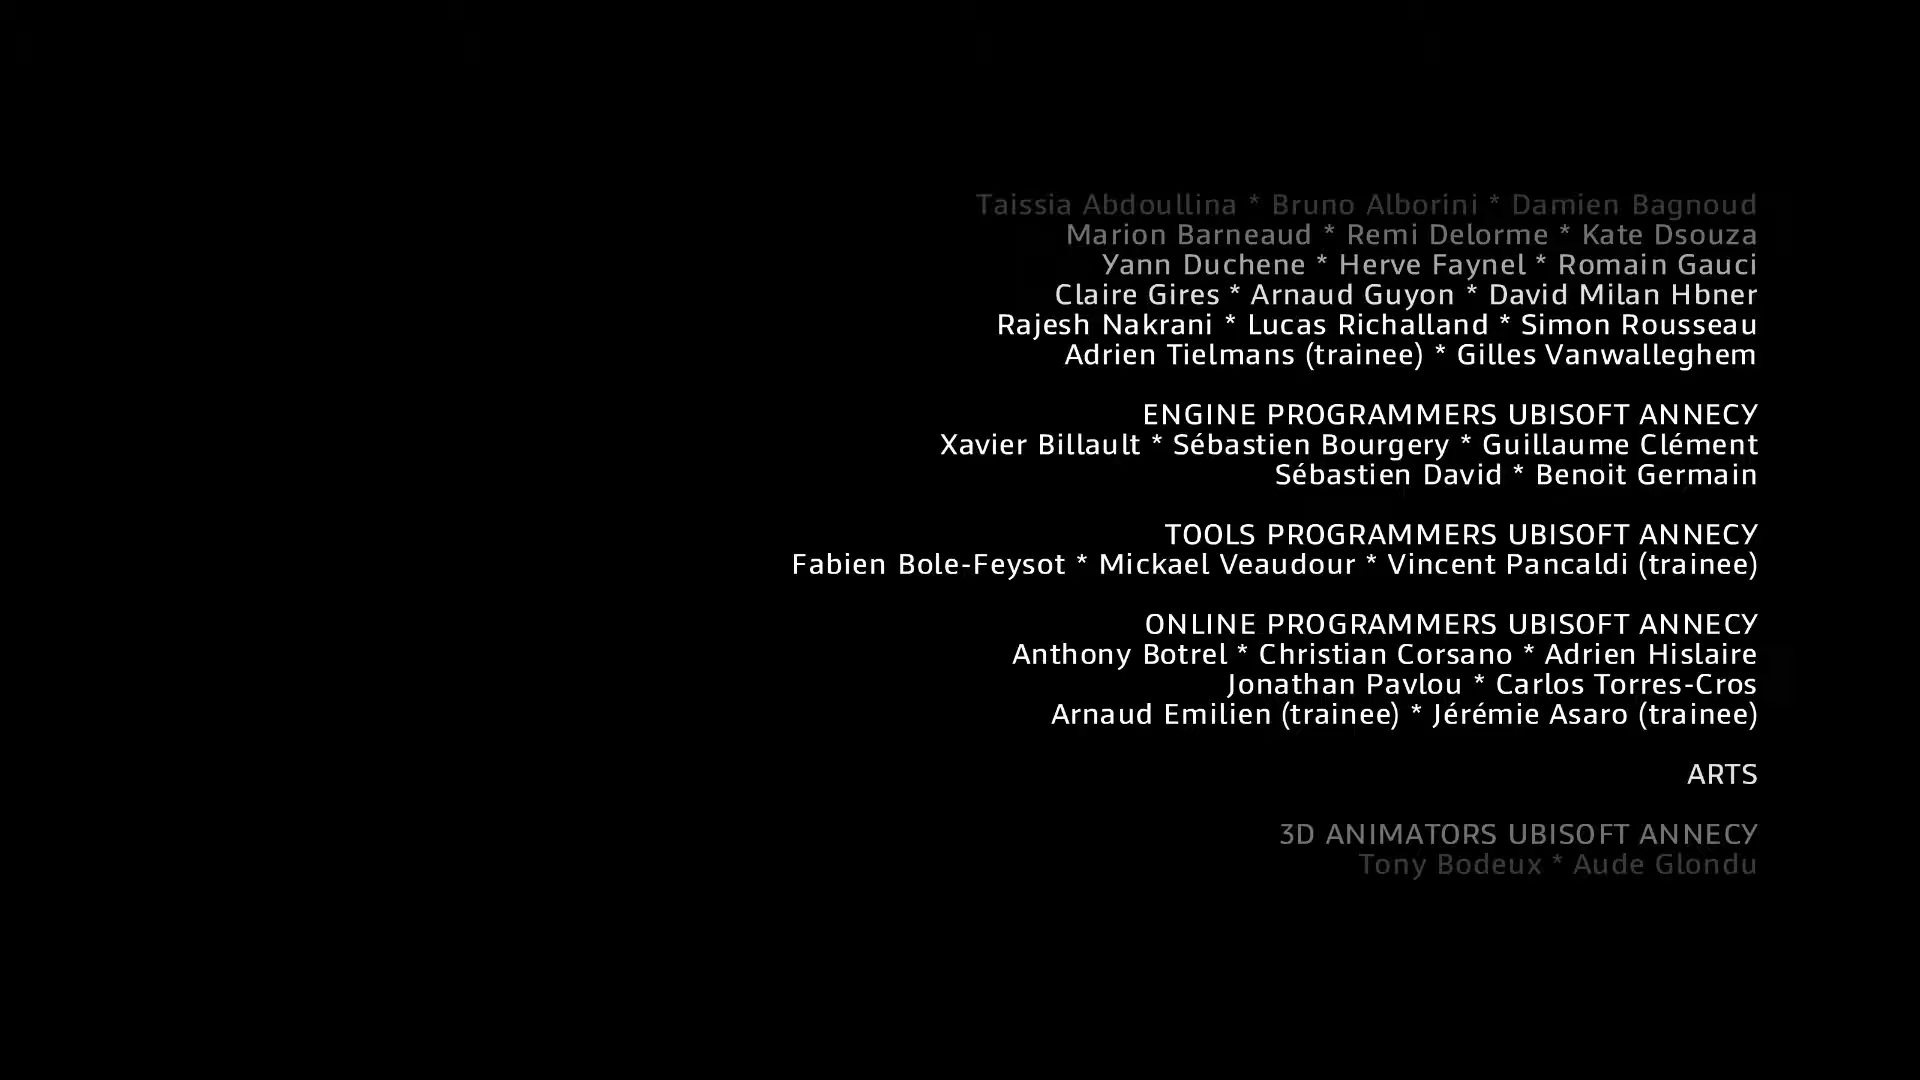 Taissia Abdoullina * Bruno Alborini * Damien Bagnoud
Marion Barneaud * Remi Delorme * Kate Dsouza
Yann Duchene * Herve Faynel * Romain Gauci
Claire Gires * Arnaud Guyon * David Milan Hbner
Rajesh Nakrani * Lucas Richalland * Simon Rousseau
Adrien Tielmans (trainee) * Gilles Vanwalleghem
ENGINE PROGRAMMERS UBISOFT ANNECY
Xavier Billault * Sébastien Bourgery * Guillaume Clément
Sébastien David * Benoit Germain
TOOLS PROGRAMMERS UBISOFT ANNECY
Fabien Bole-Feysot * Mickael Veaudour * Vincent Pancaldi (trainee)
ONLINE PROGRAMMERS UBISOFT ANNECY
Anthony Botrel * Christian Corsano * Adrien Hislaire
Jonathan Pavlou * Carlos Torres-Cros
Arnaud Emilien (trainee) * Jérémie Asaro (trainee)
ARTS
3D ANIMATORS UBISOFT ANNECY
Tony Bodeux * Aude Glondu